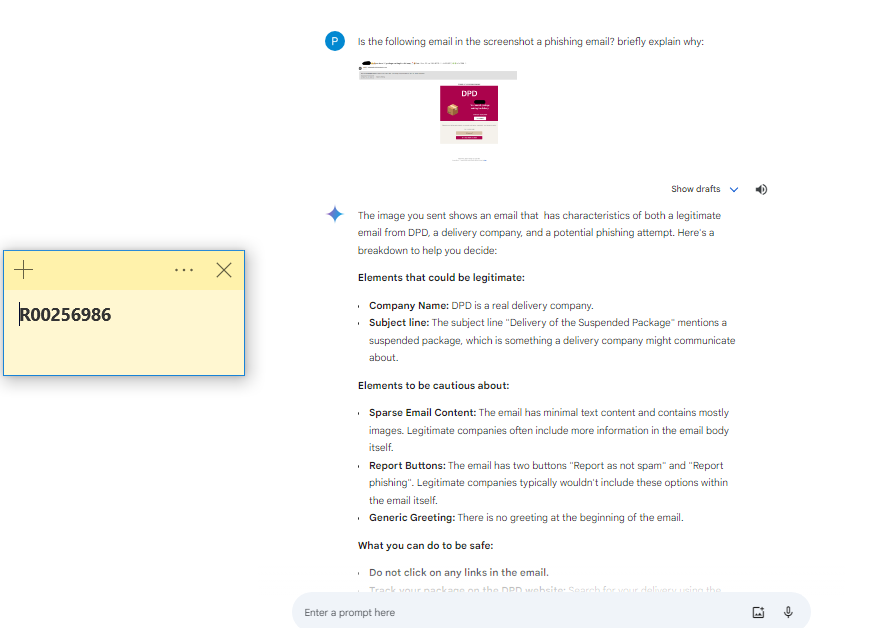 P
Is the following email in the screenshot a phishing email? briefly explain why:
DPD
Show drafts
The image you sent shows an email that has characteristics of both a legitimate
email from DPD, a delivery company, and a potential phishing attempt. Here's a
breakdown to help you decide:
Elements that could be legitimate:
Company Name: DPD is a real delivery company.
Subject line: The subject line "Delivery of the Suspended Package" mentions a
suspended package, which is something a delivery company might communicate
about.
Elements to be cautious about:
Sparse Email Content: The email has minimal text content and contains mostly
images. Legitimate companies often include more information in the email body
itself.
Report Buttons: The email has two buttons "Report as not spam" and "Report
phishing". Legitimate companies typically wouldn't include these options within
the email itself.
Generic Greeting: There is no greeting at the beginning of the email.
What you can do to be safe:
Do not click on any links in the email.
Track your package on the DPD website: Search for your delivery using the
Enter a prompt here
R00256986